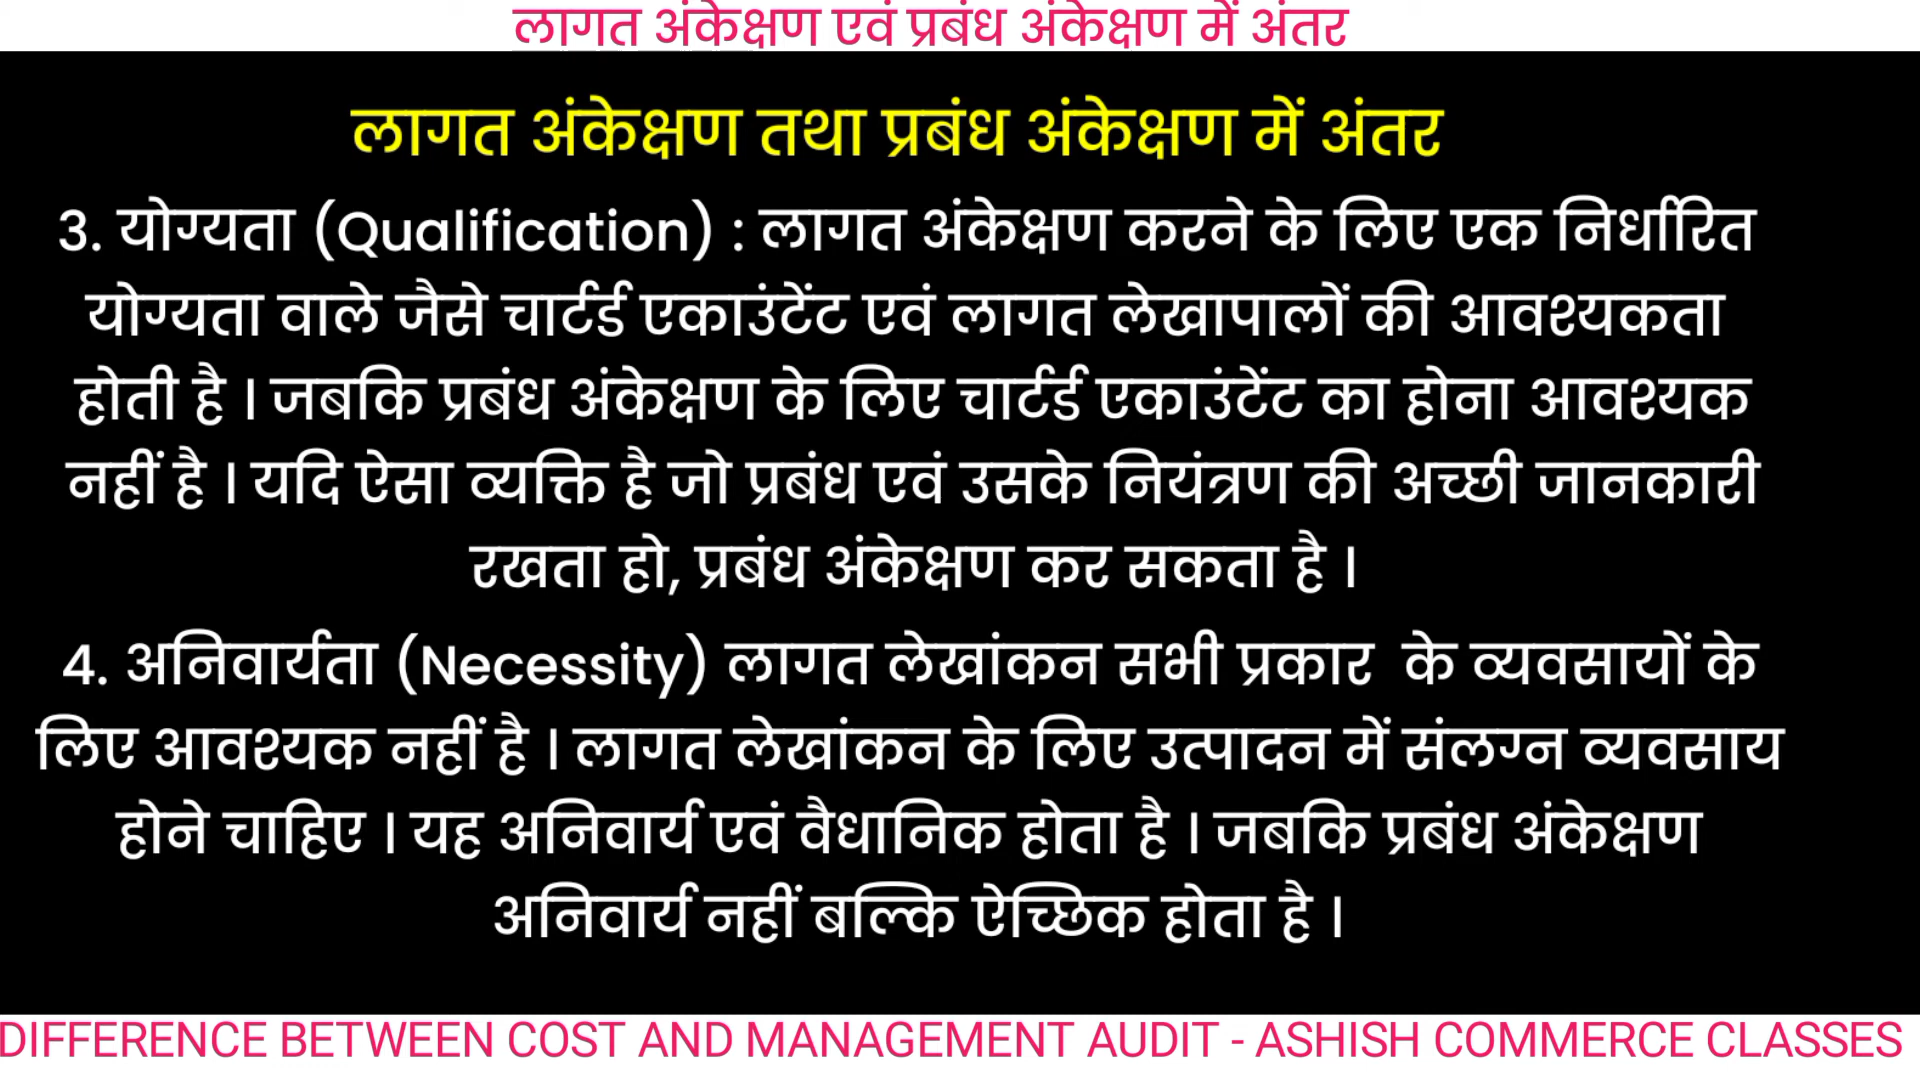 लागत अंकेक्षण एवं प्रबंध अंकेक्षण में अंतर
लागत अंकेक्षण तथा प्रबंध अंकेक्षण में अंतर
3. योग्यता (Qualification) : लागत अंकेक्षण करने के लिए एक निर्धारित
योग्यता वाले जैसे चार्टर्ड एकाउंटेंट एवं लागत लेखापालों की आवश्यकता
होती है । जबकि प्रबंध अंकेक्षण के लिए चार्टर्ड एकाउंटेंट का होना आवश्यक
नहीं है । यदि ऐसा व्यक्ति है जो प्रबंध एवं उसके नियंत्रण की अच्छी जानकारी
रखता हो, प्रबंध अंकेक्षण कर सकता है ।
4. अनिवार्यता (Necessity) लागत लेखांकन सभी प्रकार के व्यवसायों के
लिए आवश्यक नहीं है । लागत लेखांकन के लिए उत्पादन में संलग्न व्यवसाय
होने चाहिए । यह अनिवार्य एवं वैधानिक होता है । जबकि प्रबंध अंकेक्षण
अनिवार्य नहीं बल्कि ऐच्छिक होता है ।
DIFFERENCE BETWEEN COST AND MANAGEMENT AUDIT - ASHISH COMMERCE CLASSES